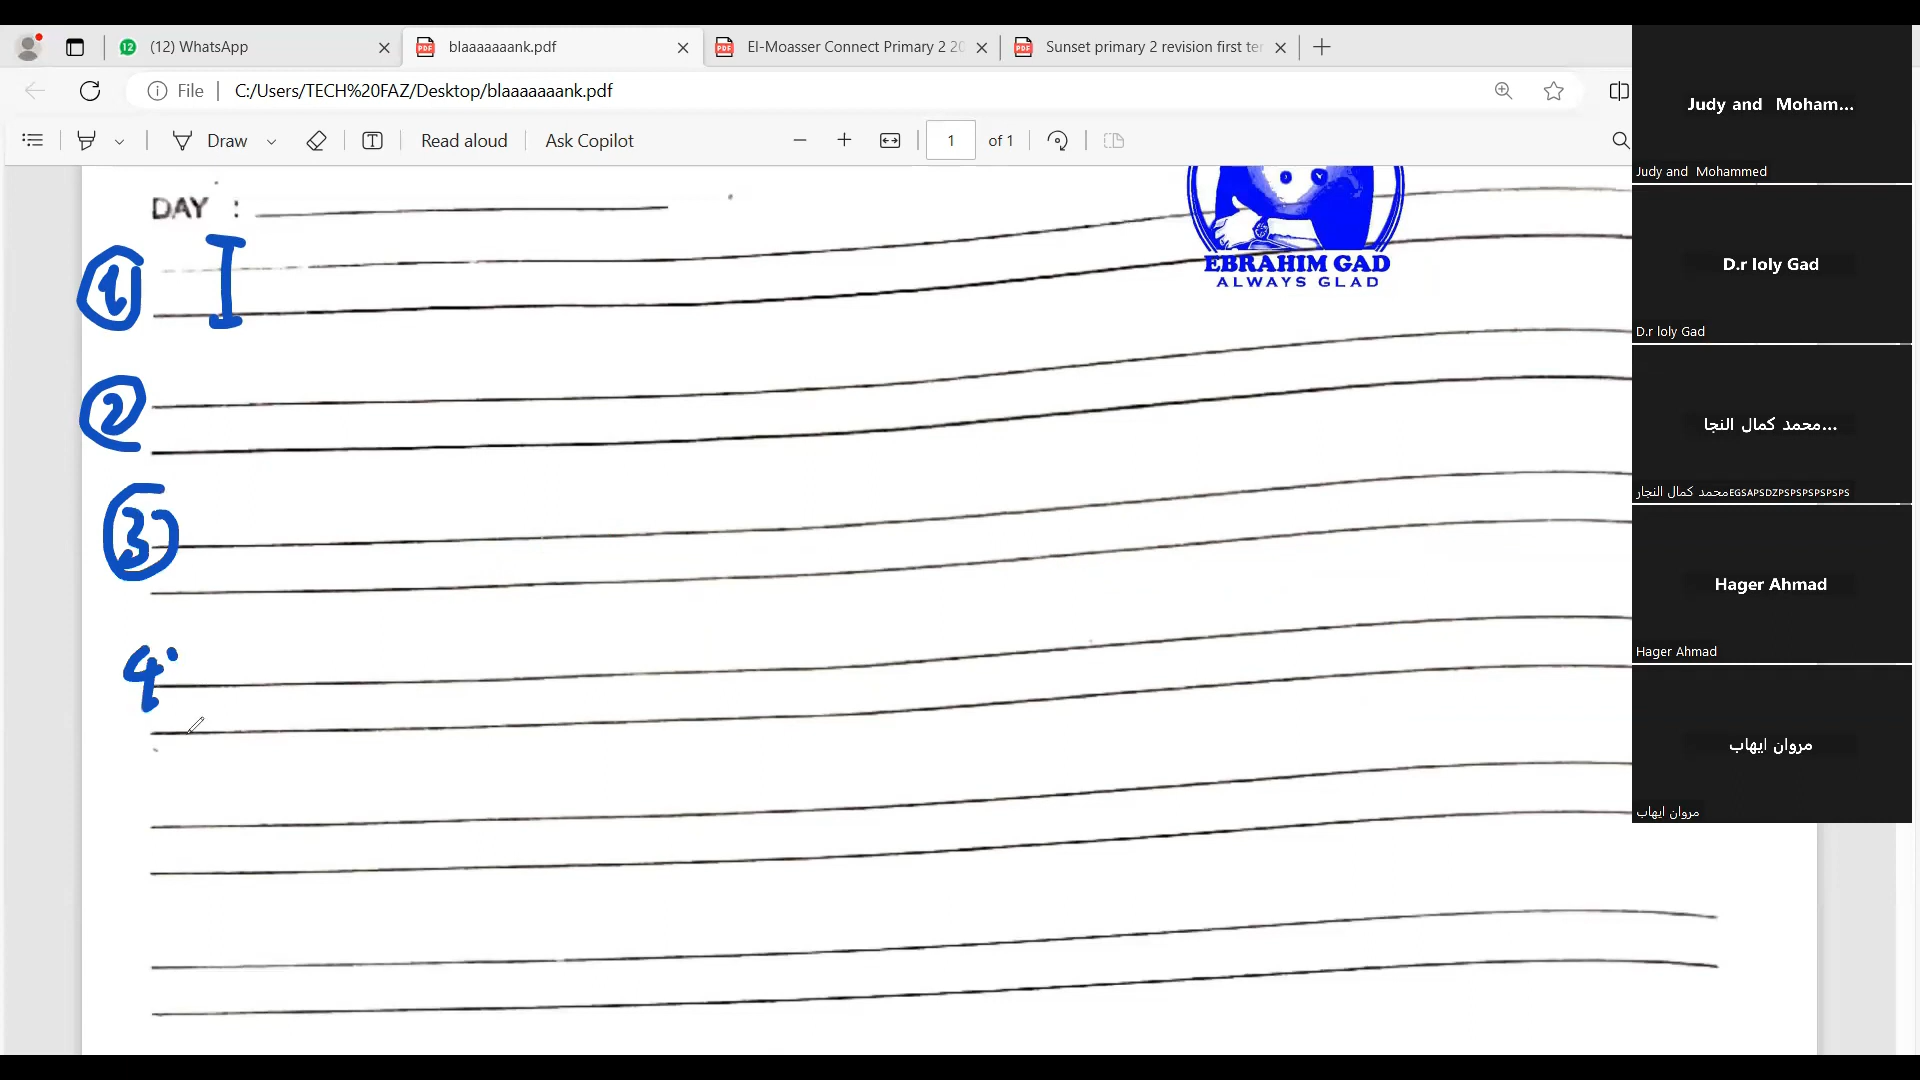 (12) WhatsApp
blaaaaaaank.pdf
El-Moasser Connect Primary 2 20
Sunset primary 2 revision first ter
File
C:/Users/TECH%20FAZ/Desktop/blaaaaaaank.pdf
Draw
Read aloud
Ask Copilot
1
of 1
DAY :
EBRAHIM GAD
ALWAYS GLAD
1 I
2
3
4
Judy and Moham...
Judy and Mohammed
D.r loly Gad
D.r loly Gad
محمد كمال النجا...
محمد كمال النجارEGSAPSDZPSPSPSPSPSPS
Hager Ahmad
Hager Ahmad
مروان ايهاب
مروان ايهاب